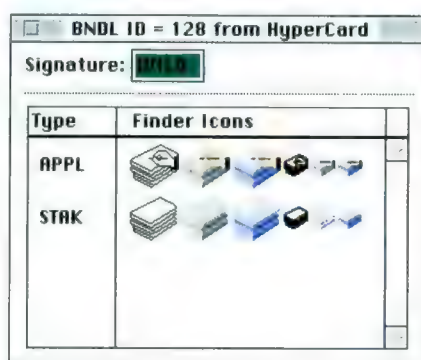 BNDL ID = 128 from HyperCard
Signature:
Type Finder Icons
APPL
STAK